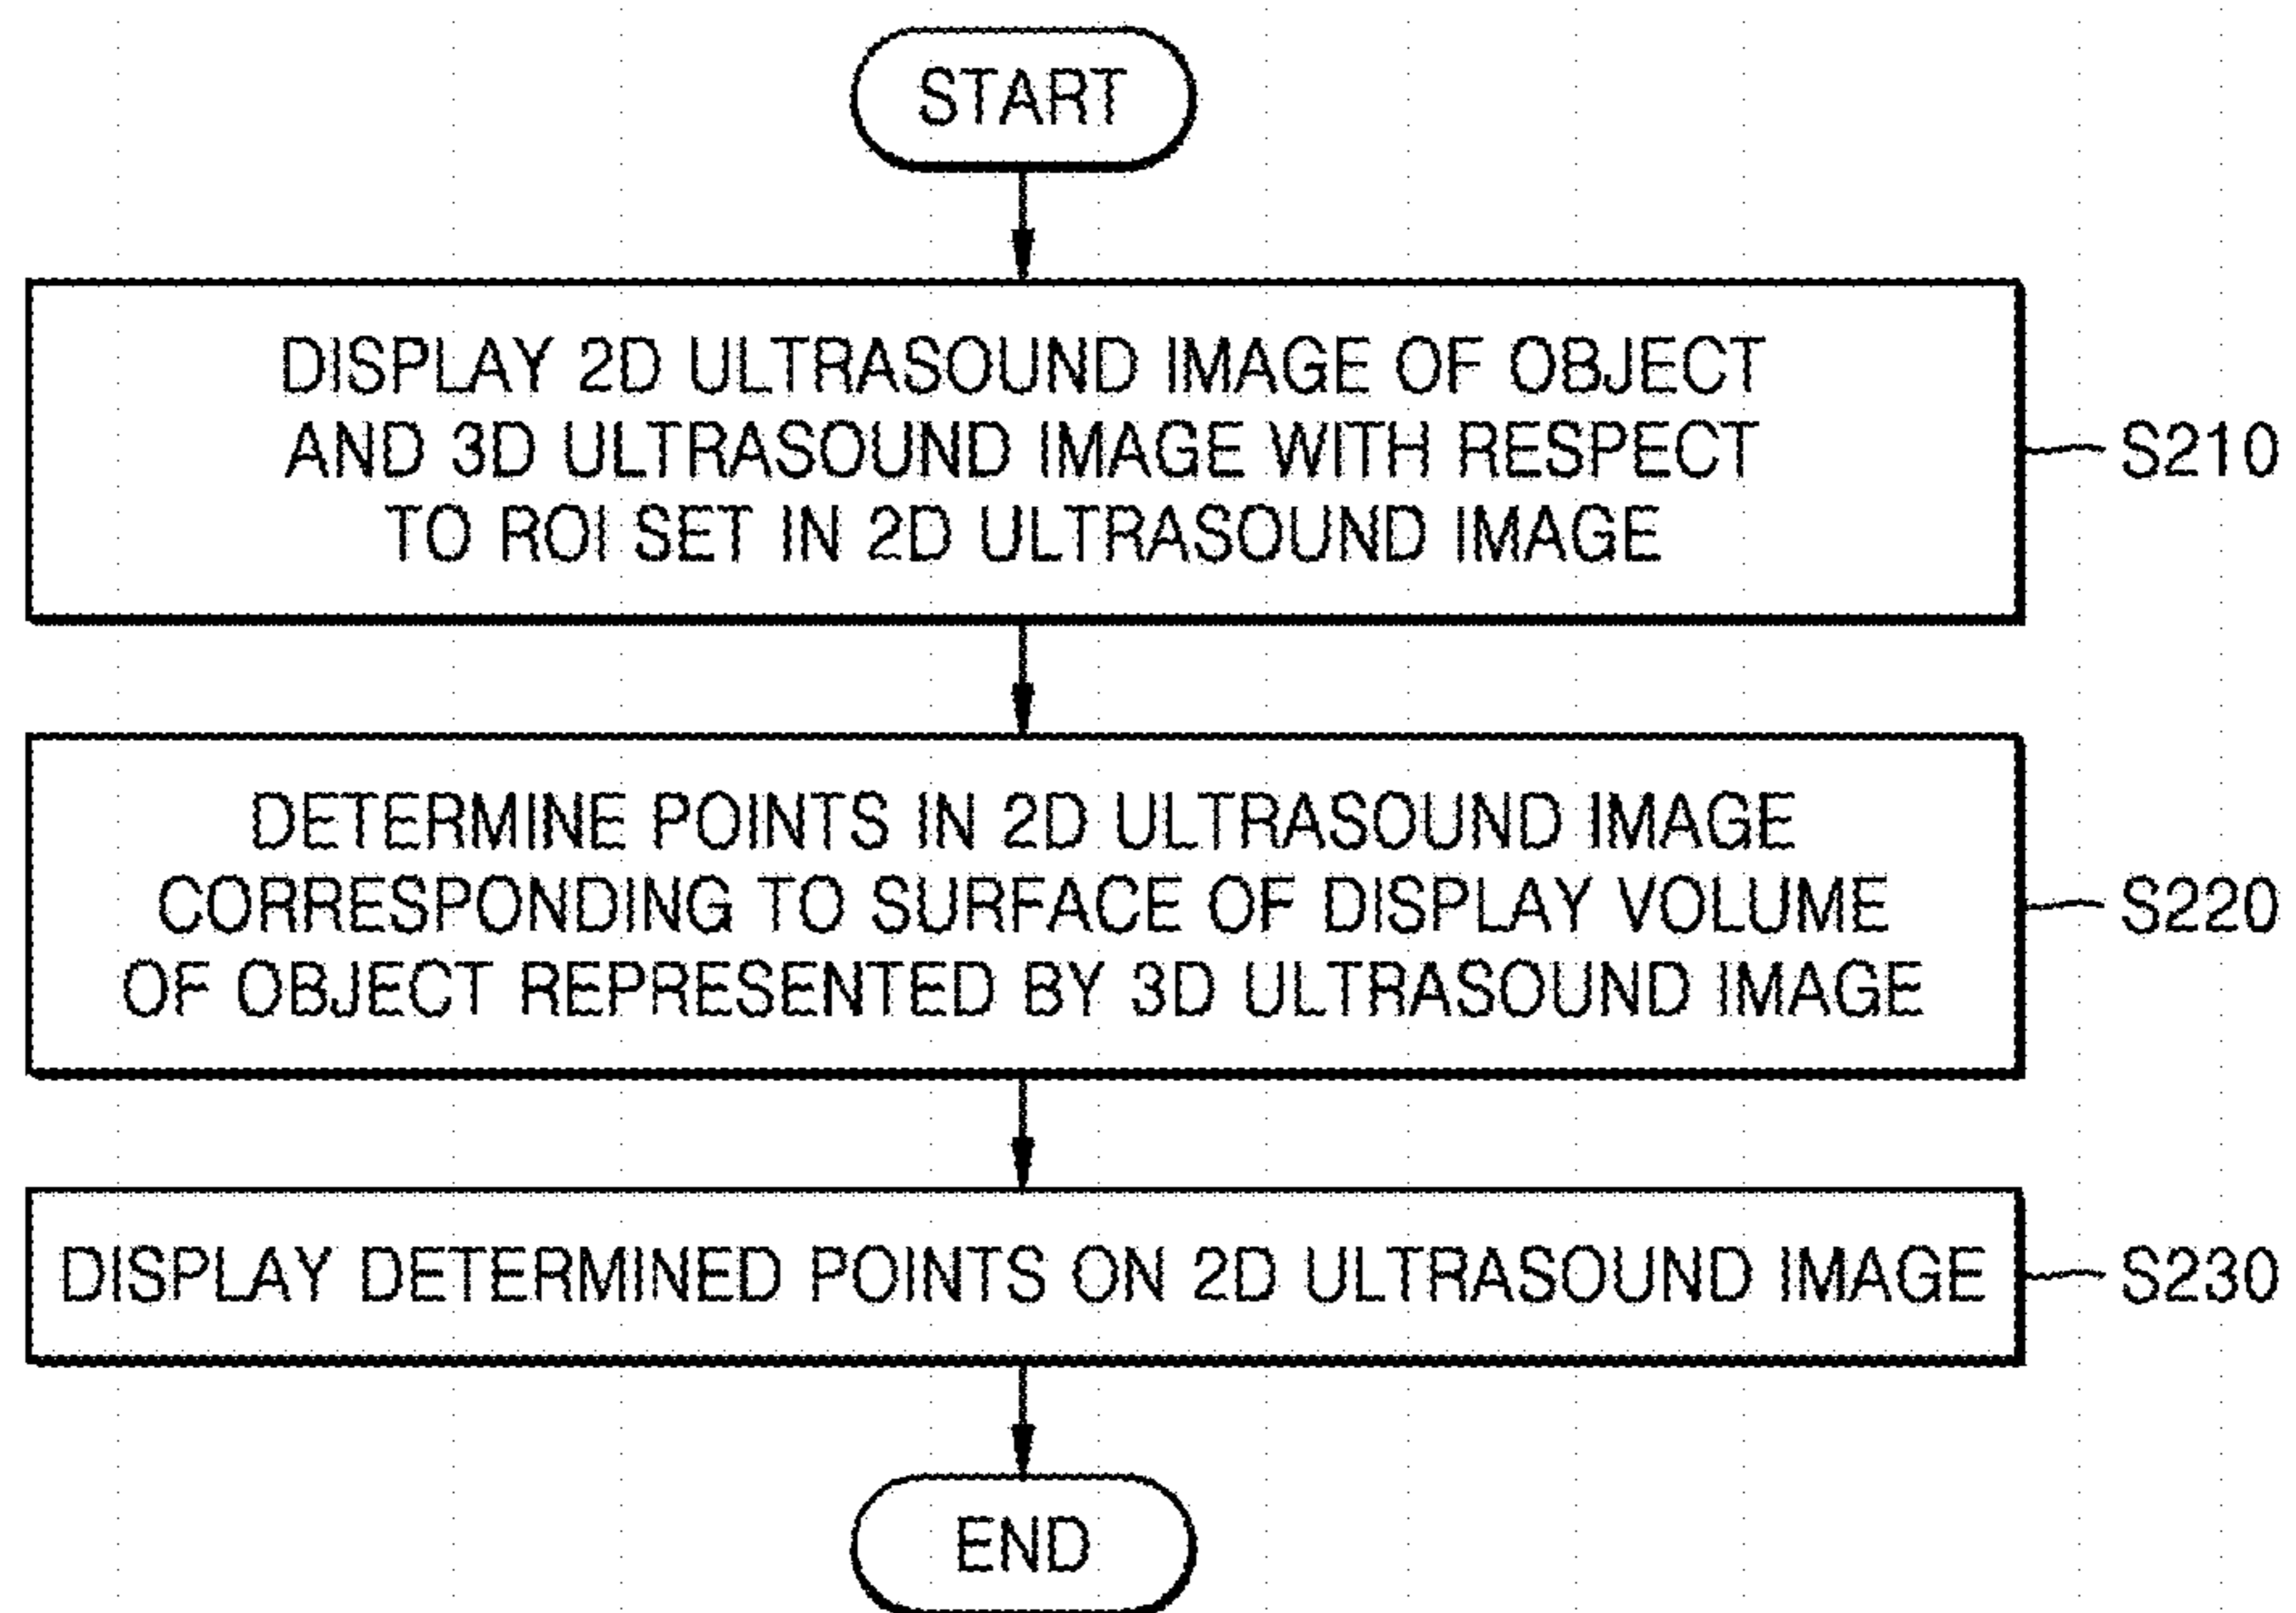 START
DISPLAY 2D ULTRASOUND IMAGE OF OBJECT
AND 3D ULTRASOUND IMAGE WITH RESPECT
TO ROI SET IN 2D ULTRASOUND IMAGE
S210
DETERMINE POINTS IN 2D ULTRASOUND IMAGE
CORRESPONDING TO SURFACE OF DISPLAY VOLUME
OF OBJECT REPRESENTED BY 3D ULTRASOUND IMAGE
S220
DISPLAY DETERMINED POINTS ON 2D ULTRASOUND IMAGE
S230
END